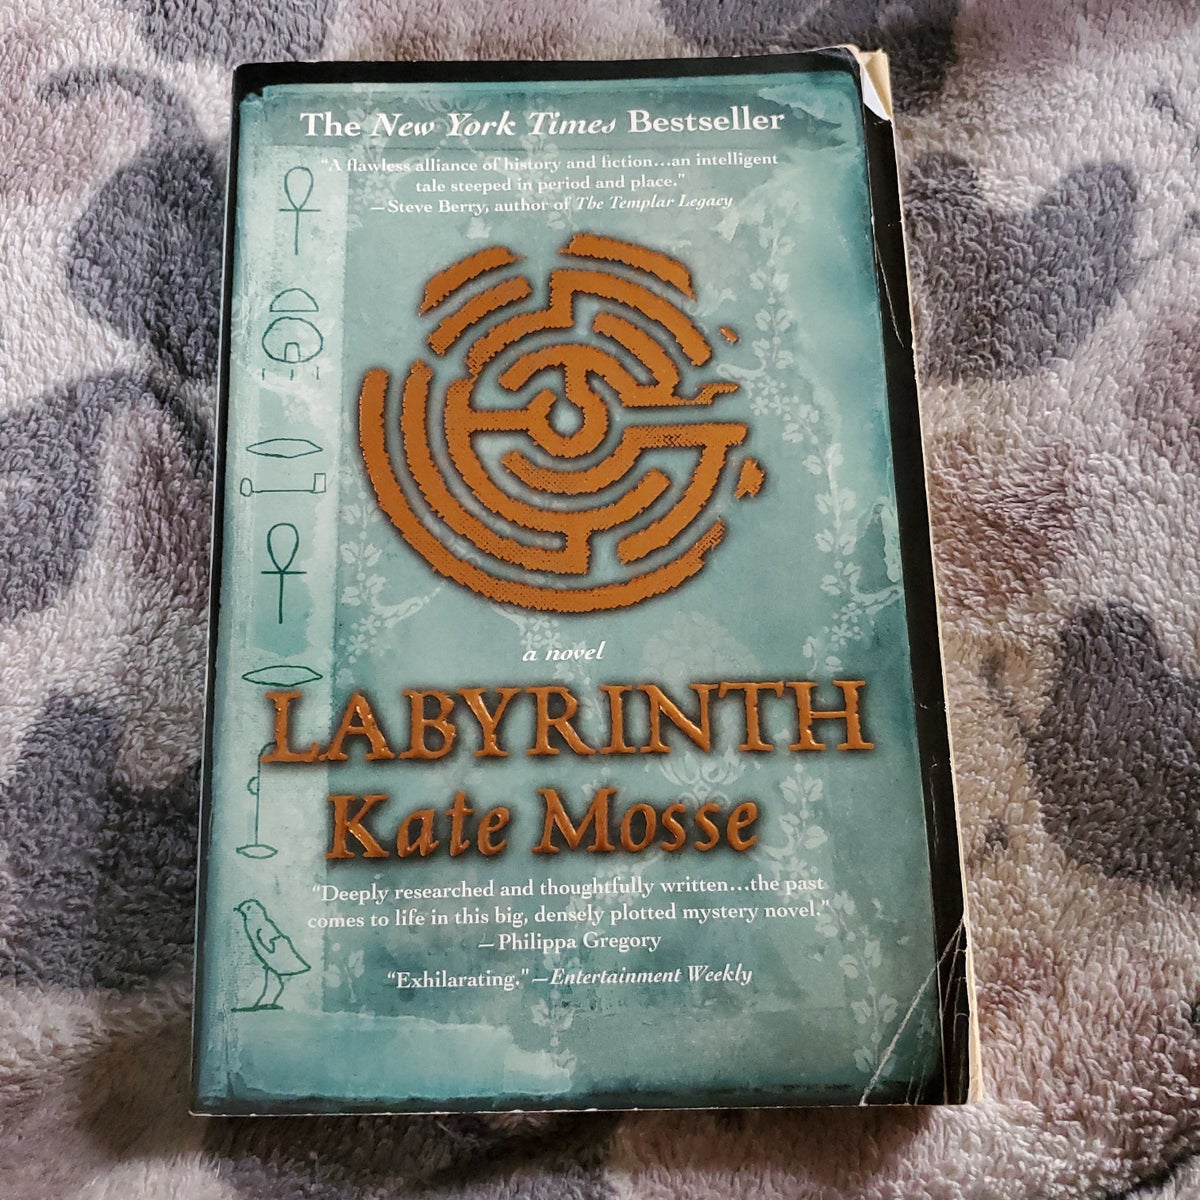 The New York Times Bestseller
“A flawless alliance of history and fiction...an intelligent
tale steeped in period and place.”
—Steve Berry, author of The Templar Legacy
a novel
LABYRINTH
Kate Mosse
“Deeply researched and thoughtfully written...the past
comes to life in this big, densely plotted mystery novel.”
—Philippa Gregory
“Exhilarating.” —Entertainment Weekly